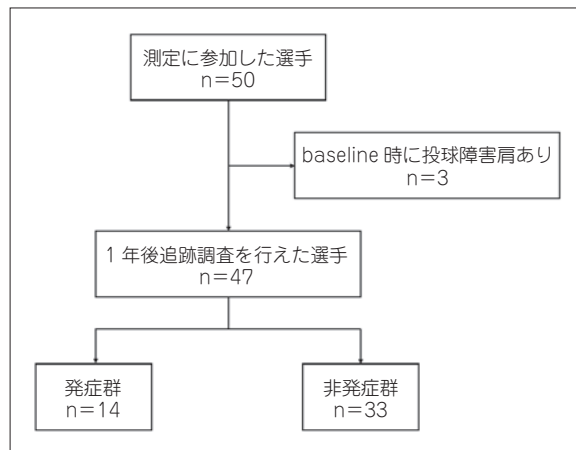 測定に参加した選手
n＝50
baseline 時に投球障害肩あり
n＝3
1 年後追跡調査を行えた選手
n＝47
発症群
n＝14
非発症群
n＝33